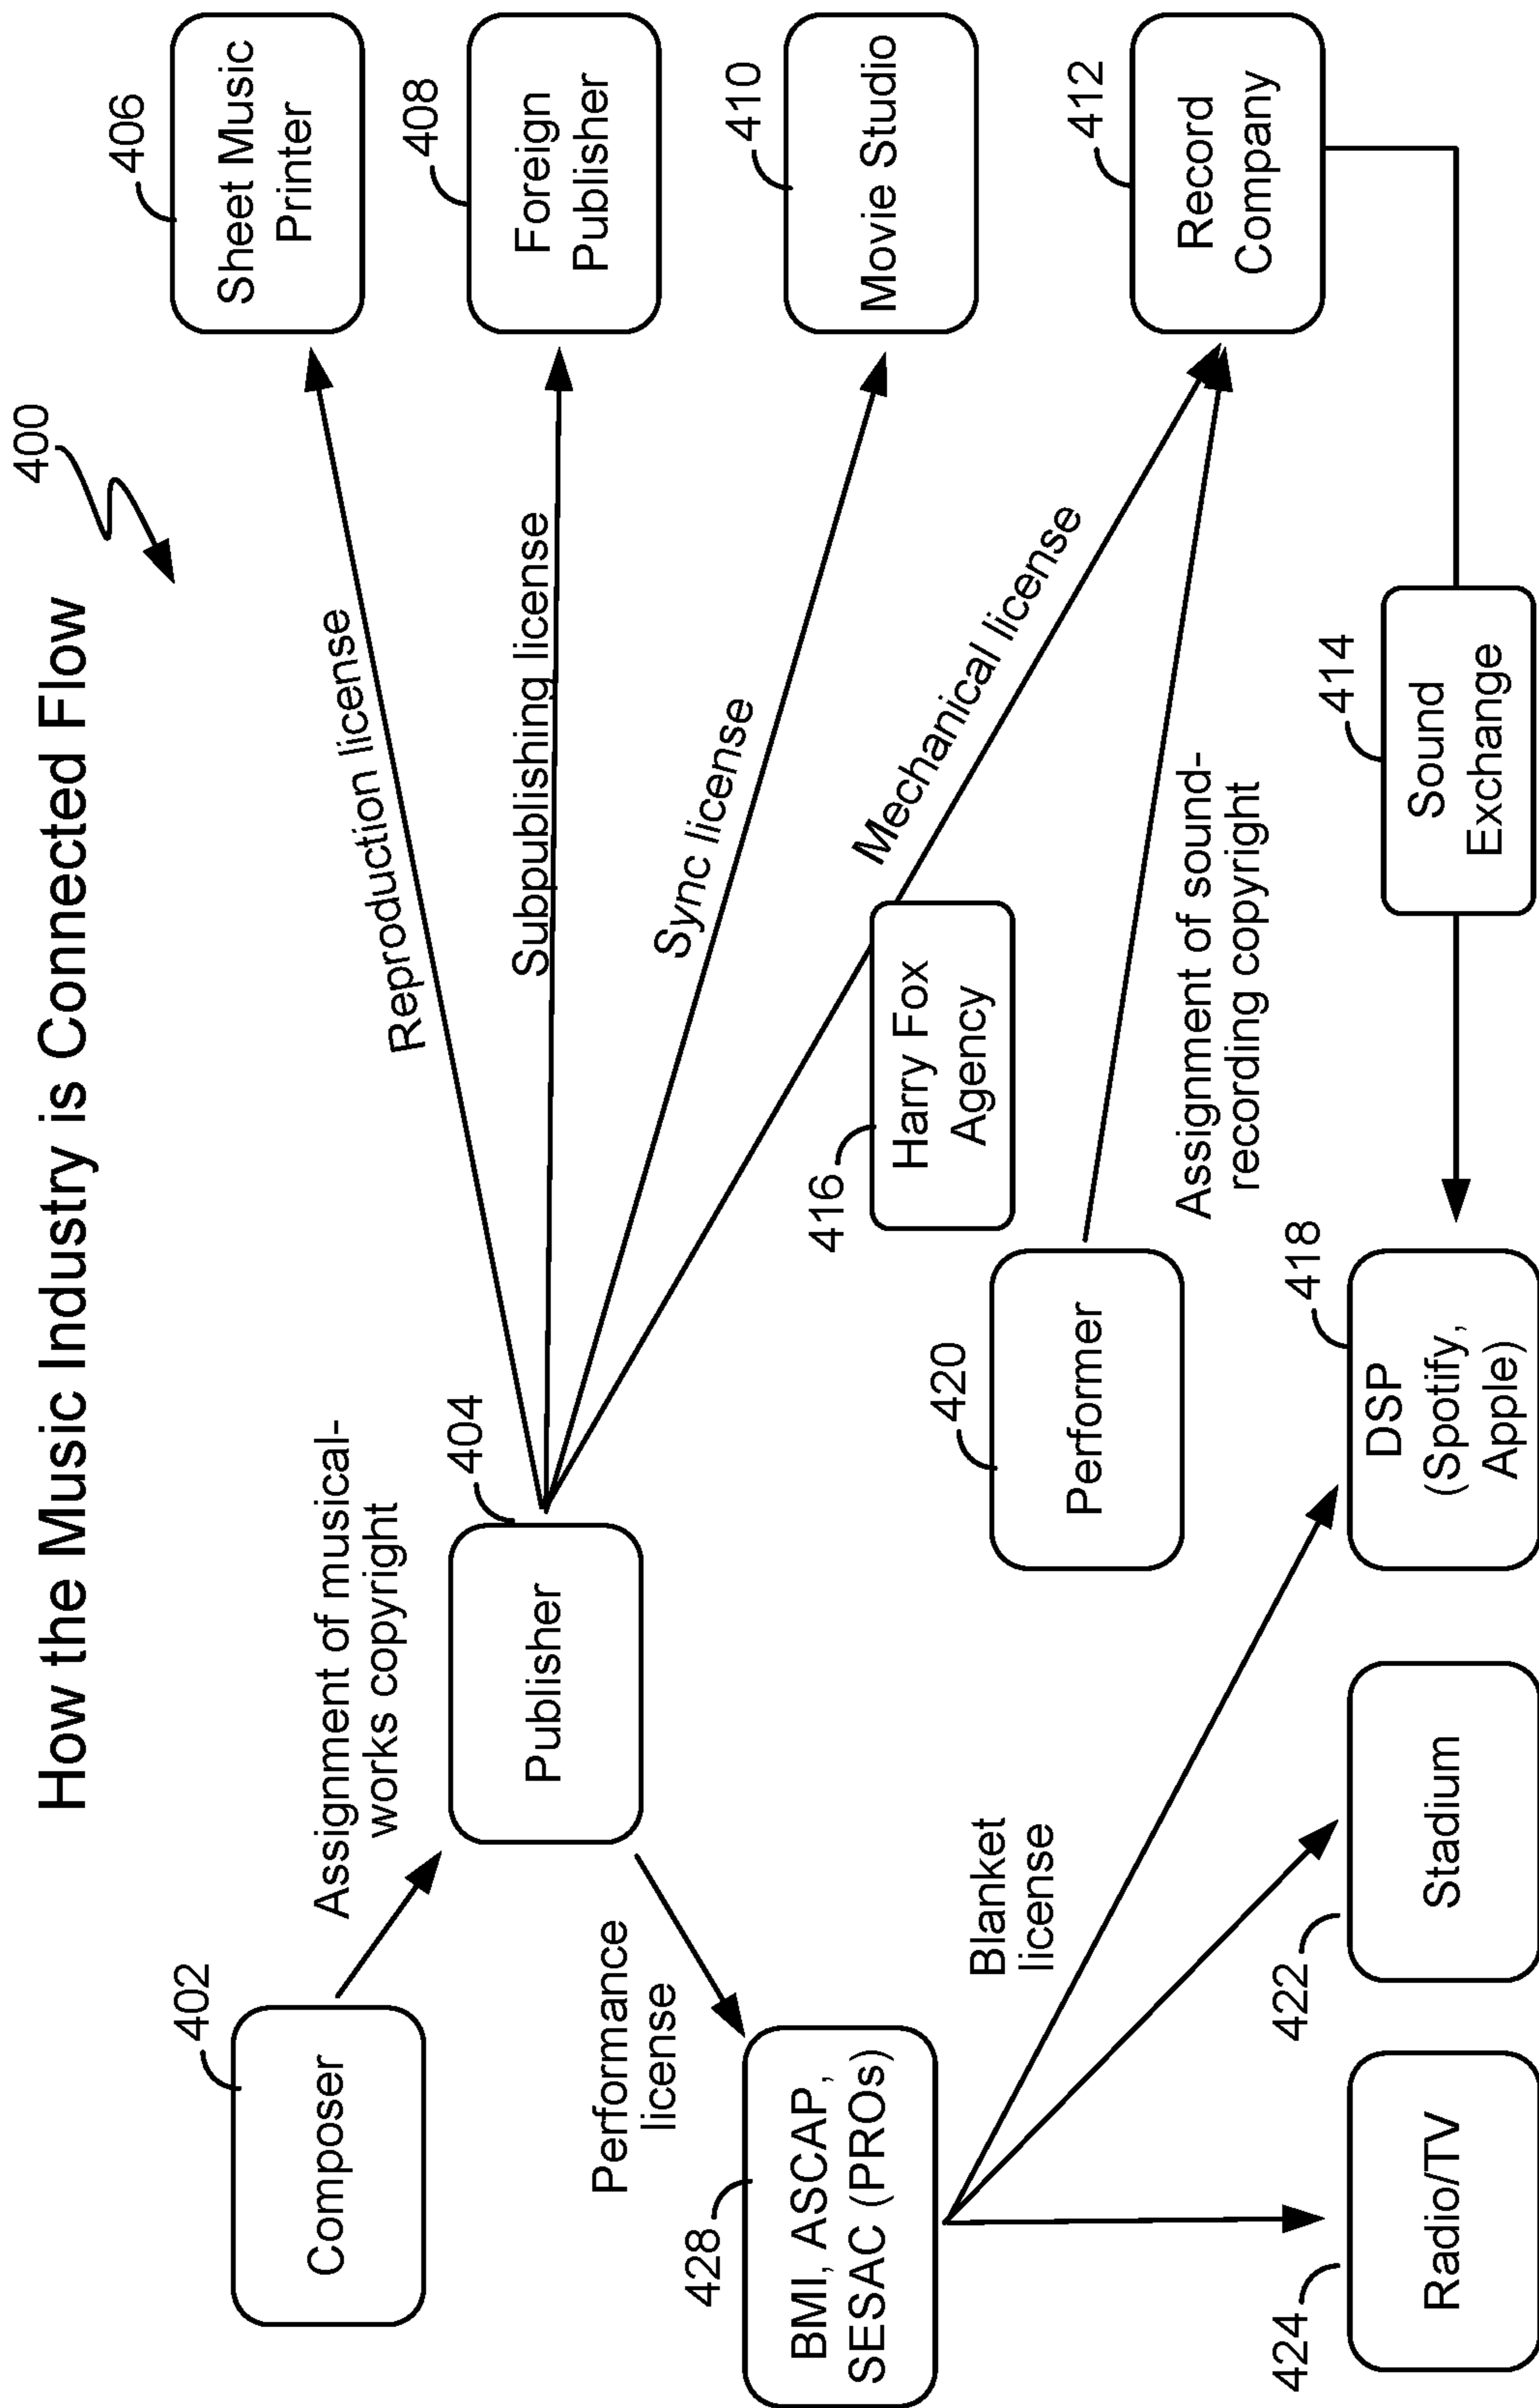 How the Music Industry is Connected Flow
400
402
Composer
Assignment of musical-
works copyright
404
Publisher
Reproduction license
406
Sheet Music
Printer
Subpublishing license
408
Foreign
Publisher
Sync license
410
Movie Studio
Mechanical license
416
Harry Fox
Agency
412
Record
Company
Performance
license
428
BMI, ASCAP,
SESAC (PROs)
Blanket
license
420
Performer
Assignment of sound-
recording copyright
414
Sound
Exchange
424
Radio/TV
422
Stadium
418
DSP
(Spotify,
Apple)